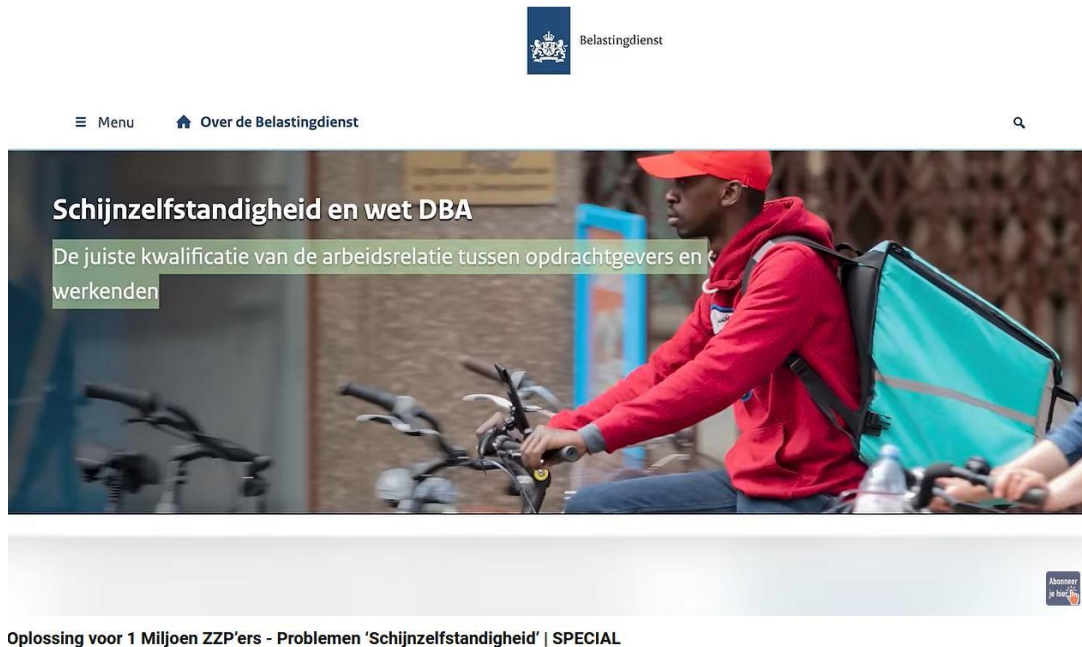 Belastingdienst
Menu
Over de Belastingdienst
Schijnzelfstandigheid en wet DBA
De juiste kwalificatie van de arbeidsrelatie tussen opdrachtgevers en
werkenden
Abonneer
je hier
Oplossing voor 1 Miljoen ZZP'ers - Problemen ‘Schijnzelfstandigheid’ | SPECIAL